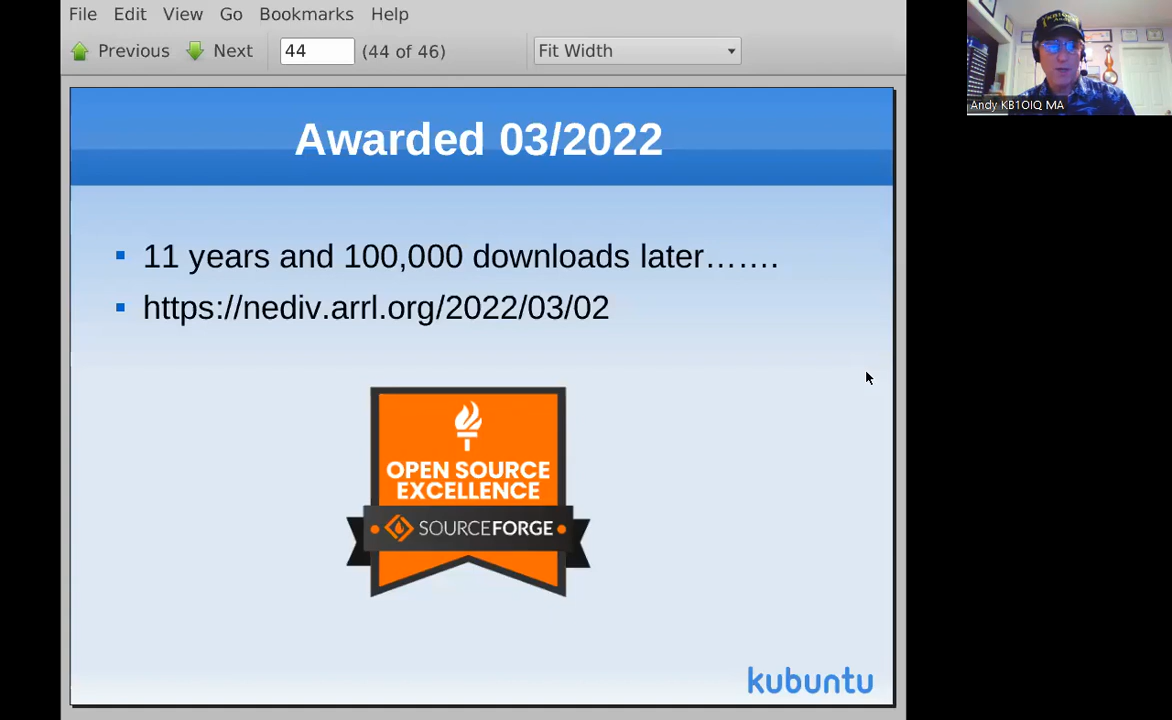 File Edit View Go Bookmarks Help
Previous Next 44 (44 of 46) Fit Width
Andy KB1OIQ MA
Awarded 03/2022
11 years and 100,000 downloads later…….
https://nediv.arrl.org/2022/03/02
OPEN SOURCE
EXCELLENCE
SOURCEFORGE
kubuntu